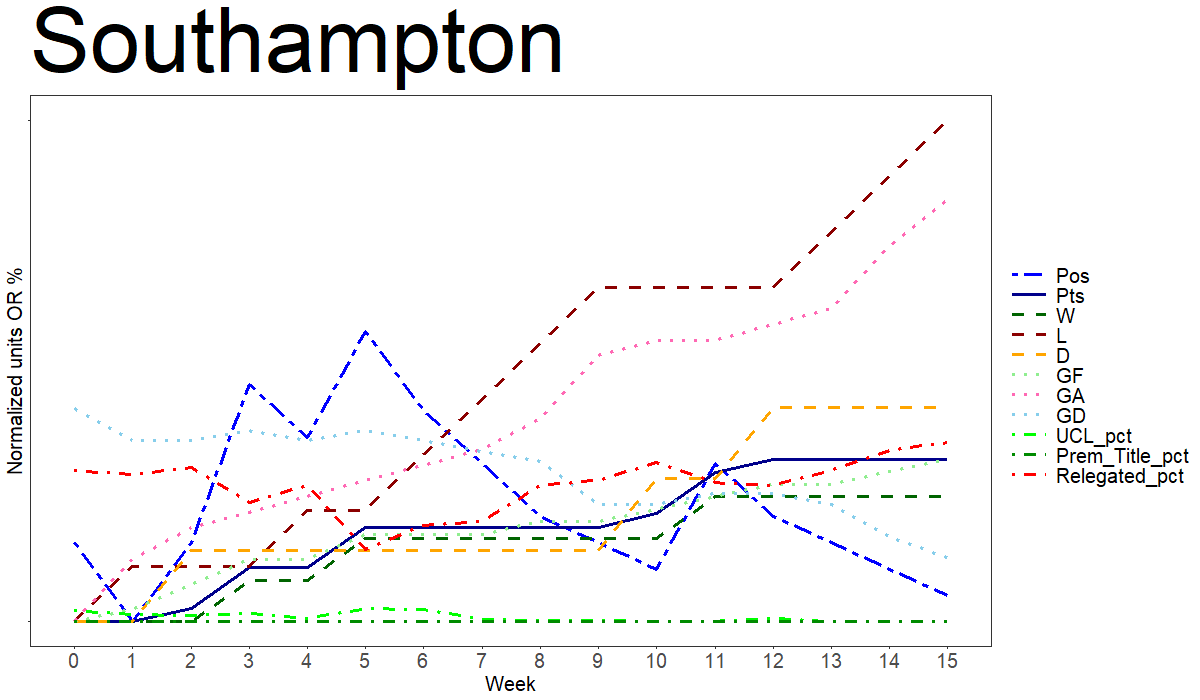 Southampton
Normalized units OR %
Pos
Pts
W
L
D
GF
GA
GD
UCL_pct
Prem_Title_pct
Relegated_pct
0 1 2 3 4 5 6 7 8 9 10 11 12 13 14 15
Week